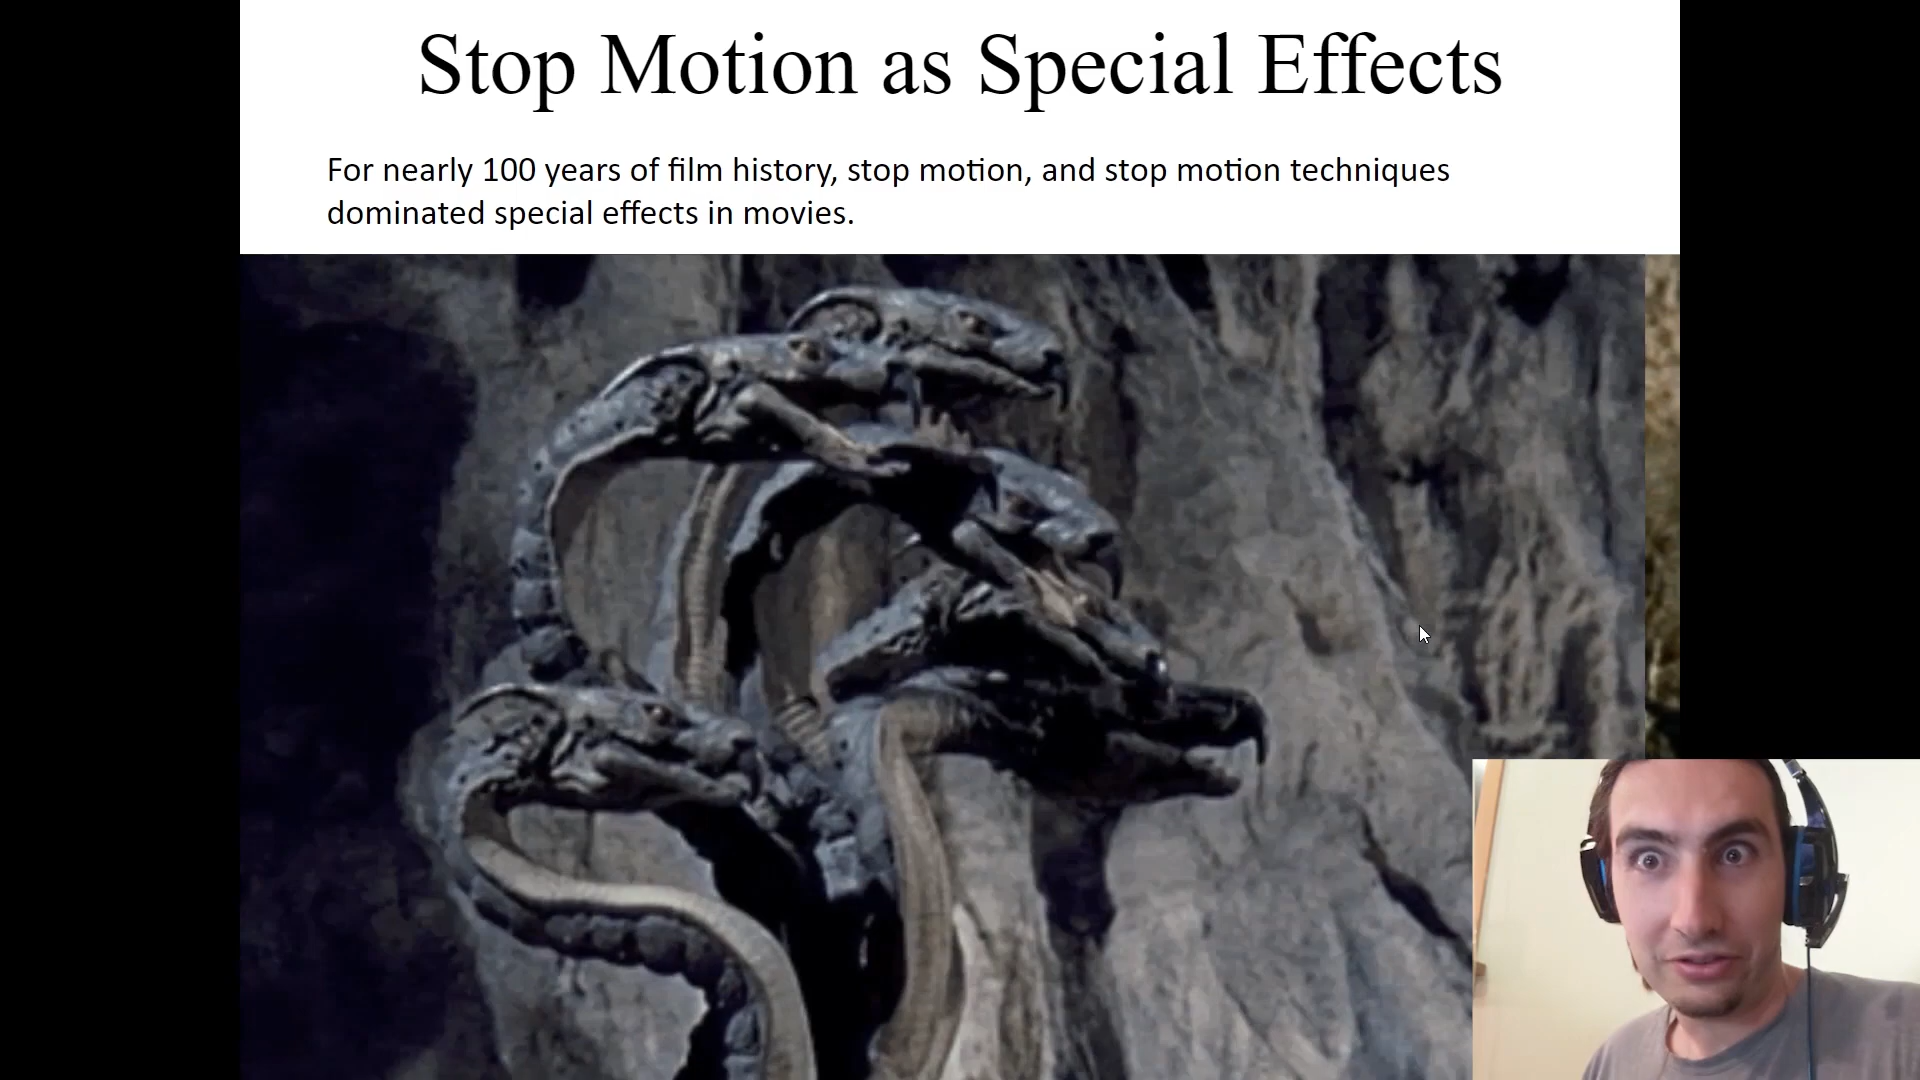 Stop Motion as Special Effects
For nearly 100 years of film history, stop motion, and stop motion techniques
dominated special effects in movies.